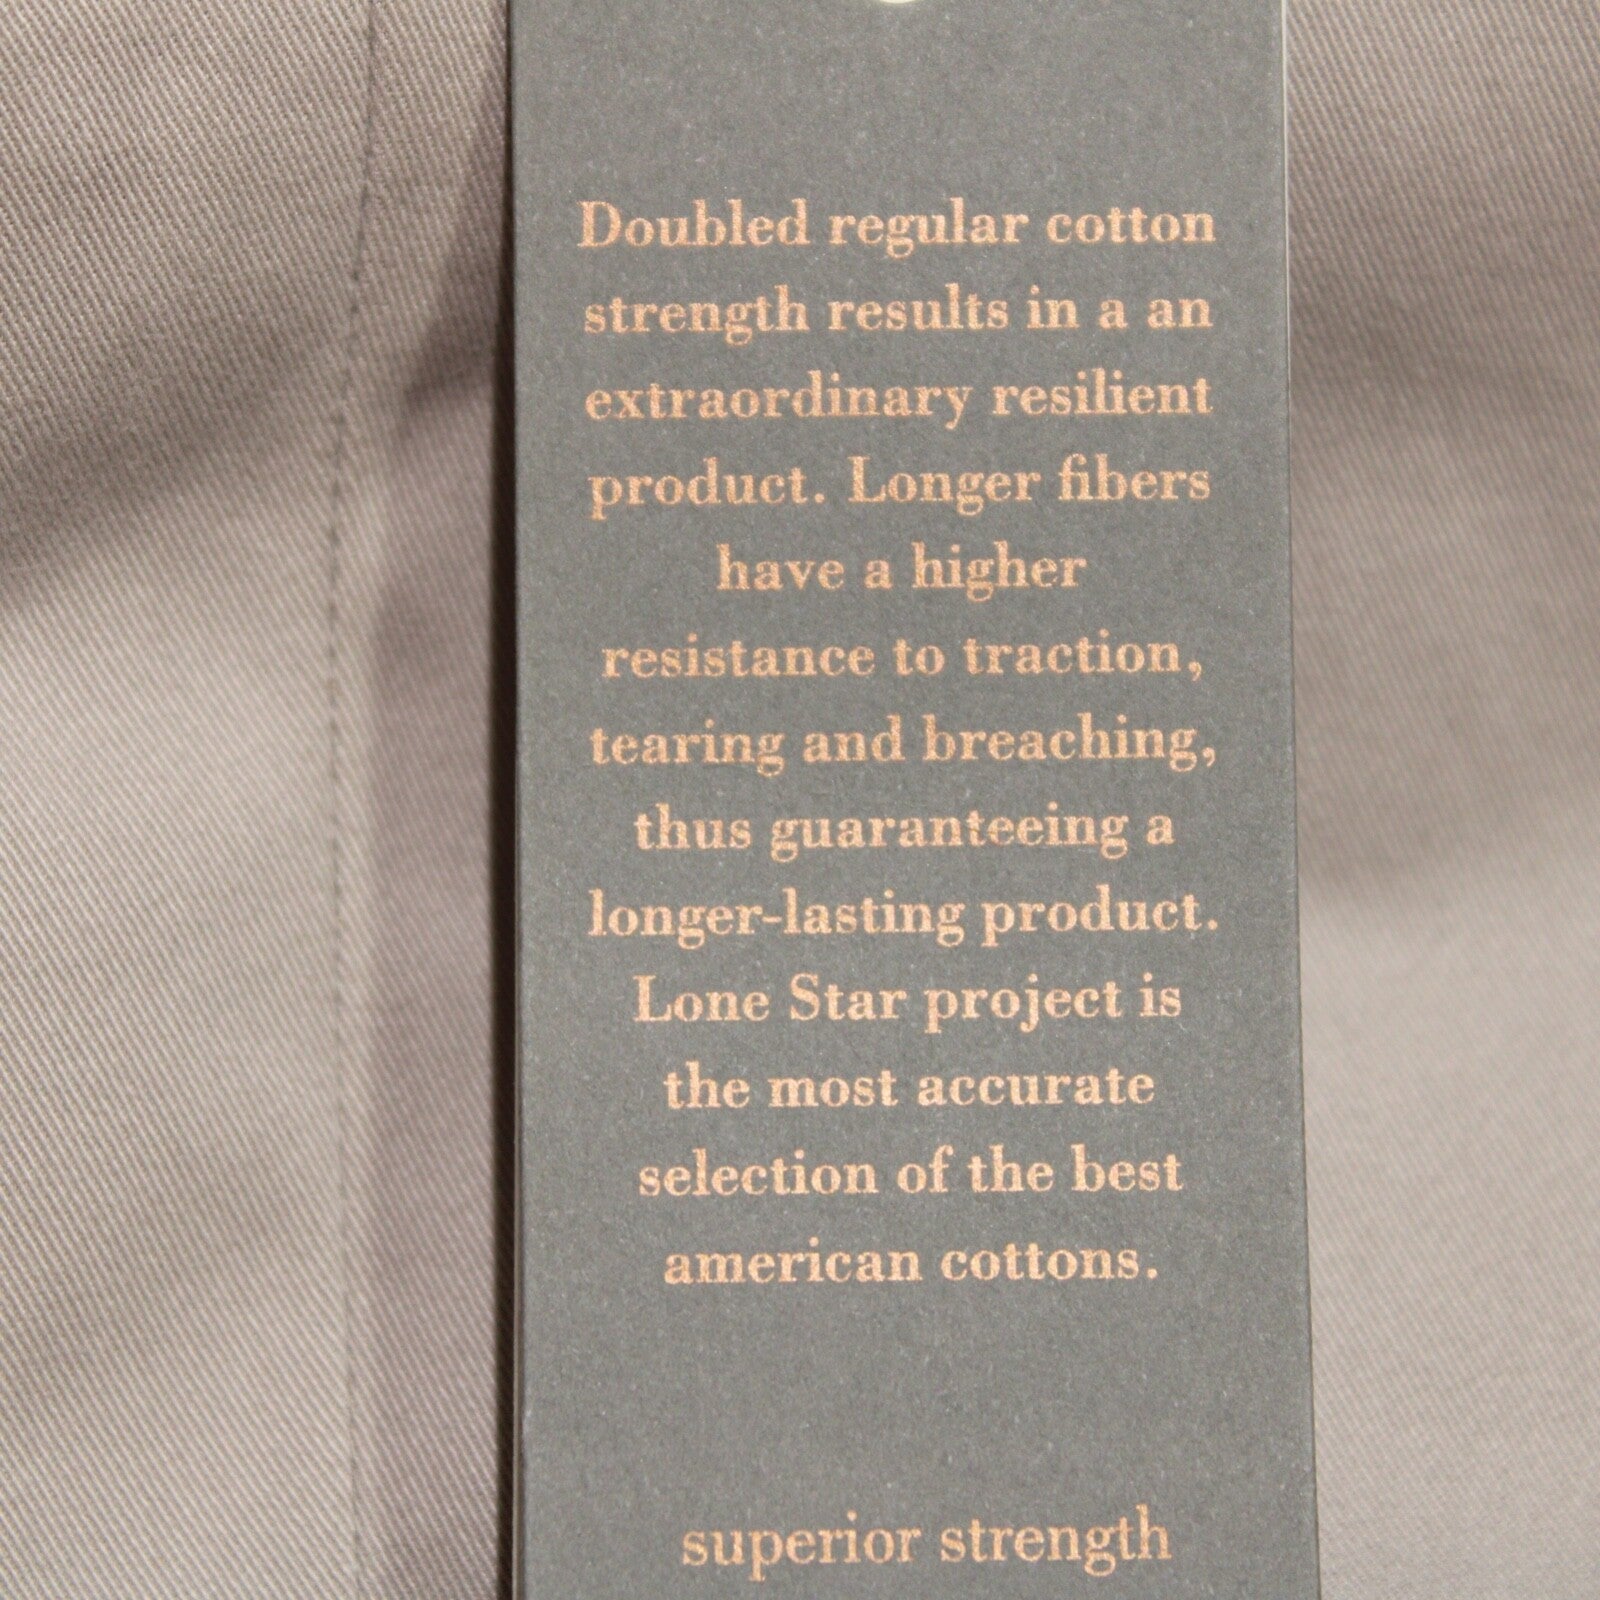 Doubled regular cotton
strength results in a an
extraordinary resilient
product. Longer fibers
have a higher
resistance to traction,
tearing and breaching,
thus guaranteeing a
longer-lasting product.
Lone Star project is
the most accurate
selection of the best
american cottons.
superior strength